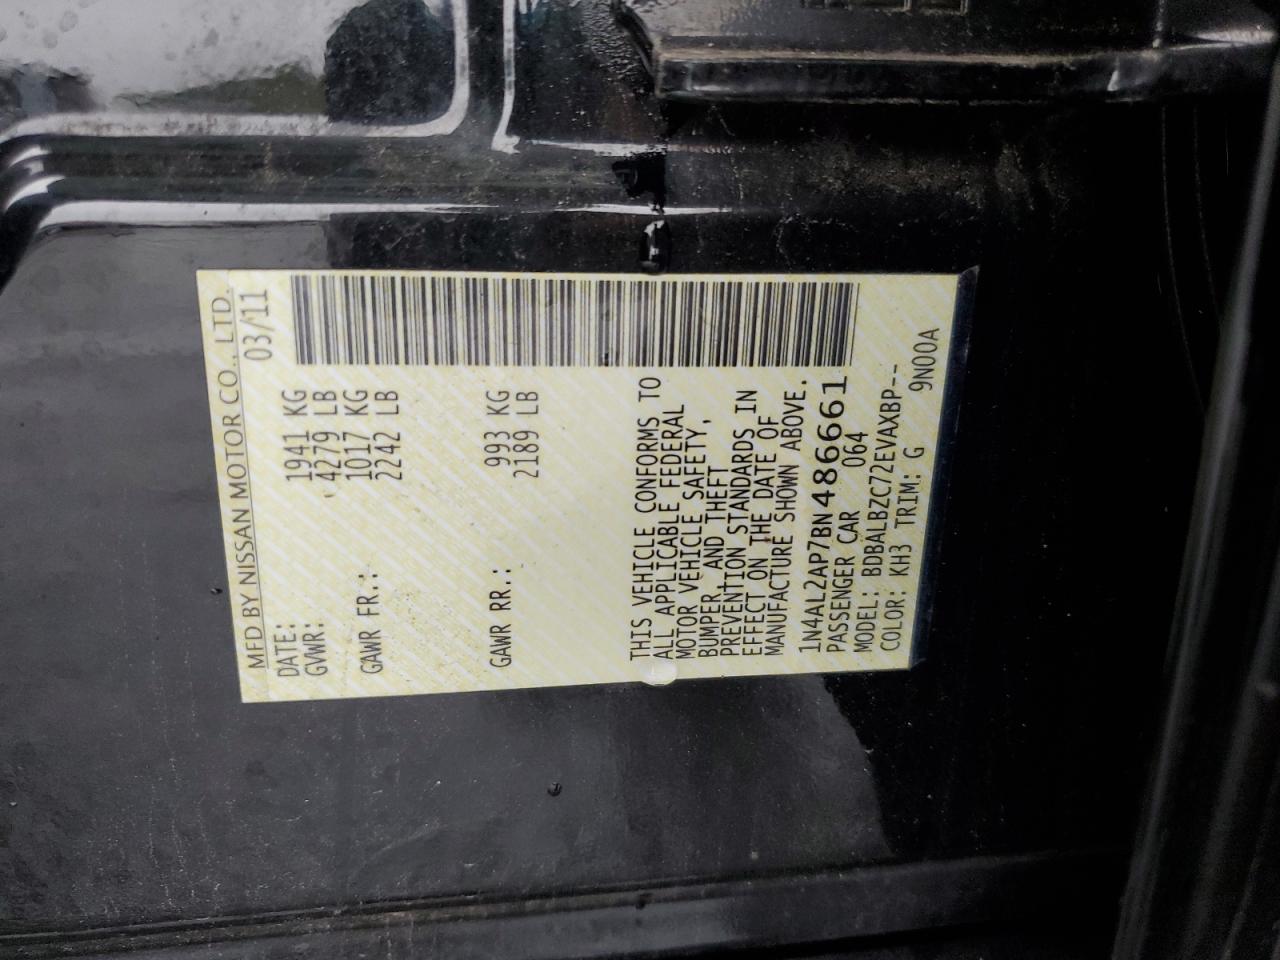 MFD BY NISSAN MOTOR CO., LTD.
DATE: 03/11
GVWR: 1941 KG
4279 LB
GAWR FR.: 1017 KG
2242 LB
GAWR RR.: 993 KG
2189 LB
THIS VEHICLE CONFORMS TO
ALL APPLICABLE FEDERAL
MOTOR VEHICLE SAFETY,
BUMPER, AND THEFT
PREVENTION STANDARDS IN
EFFECT ON THE DATE OF
MANUFACTURE SHOWN ABOVE.
1N4AL2AP7BN486661
PASSENGER CAR 064
MODEL: BDBALBZC72EVAXBP--
COLOR: KH3 TRIM: G 9N00A